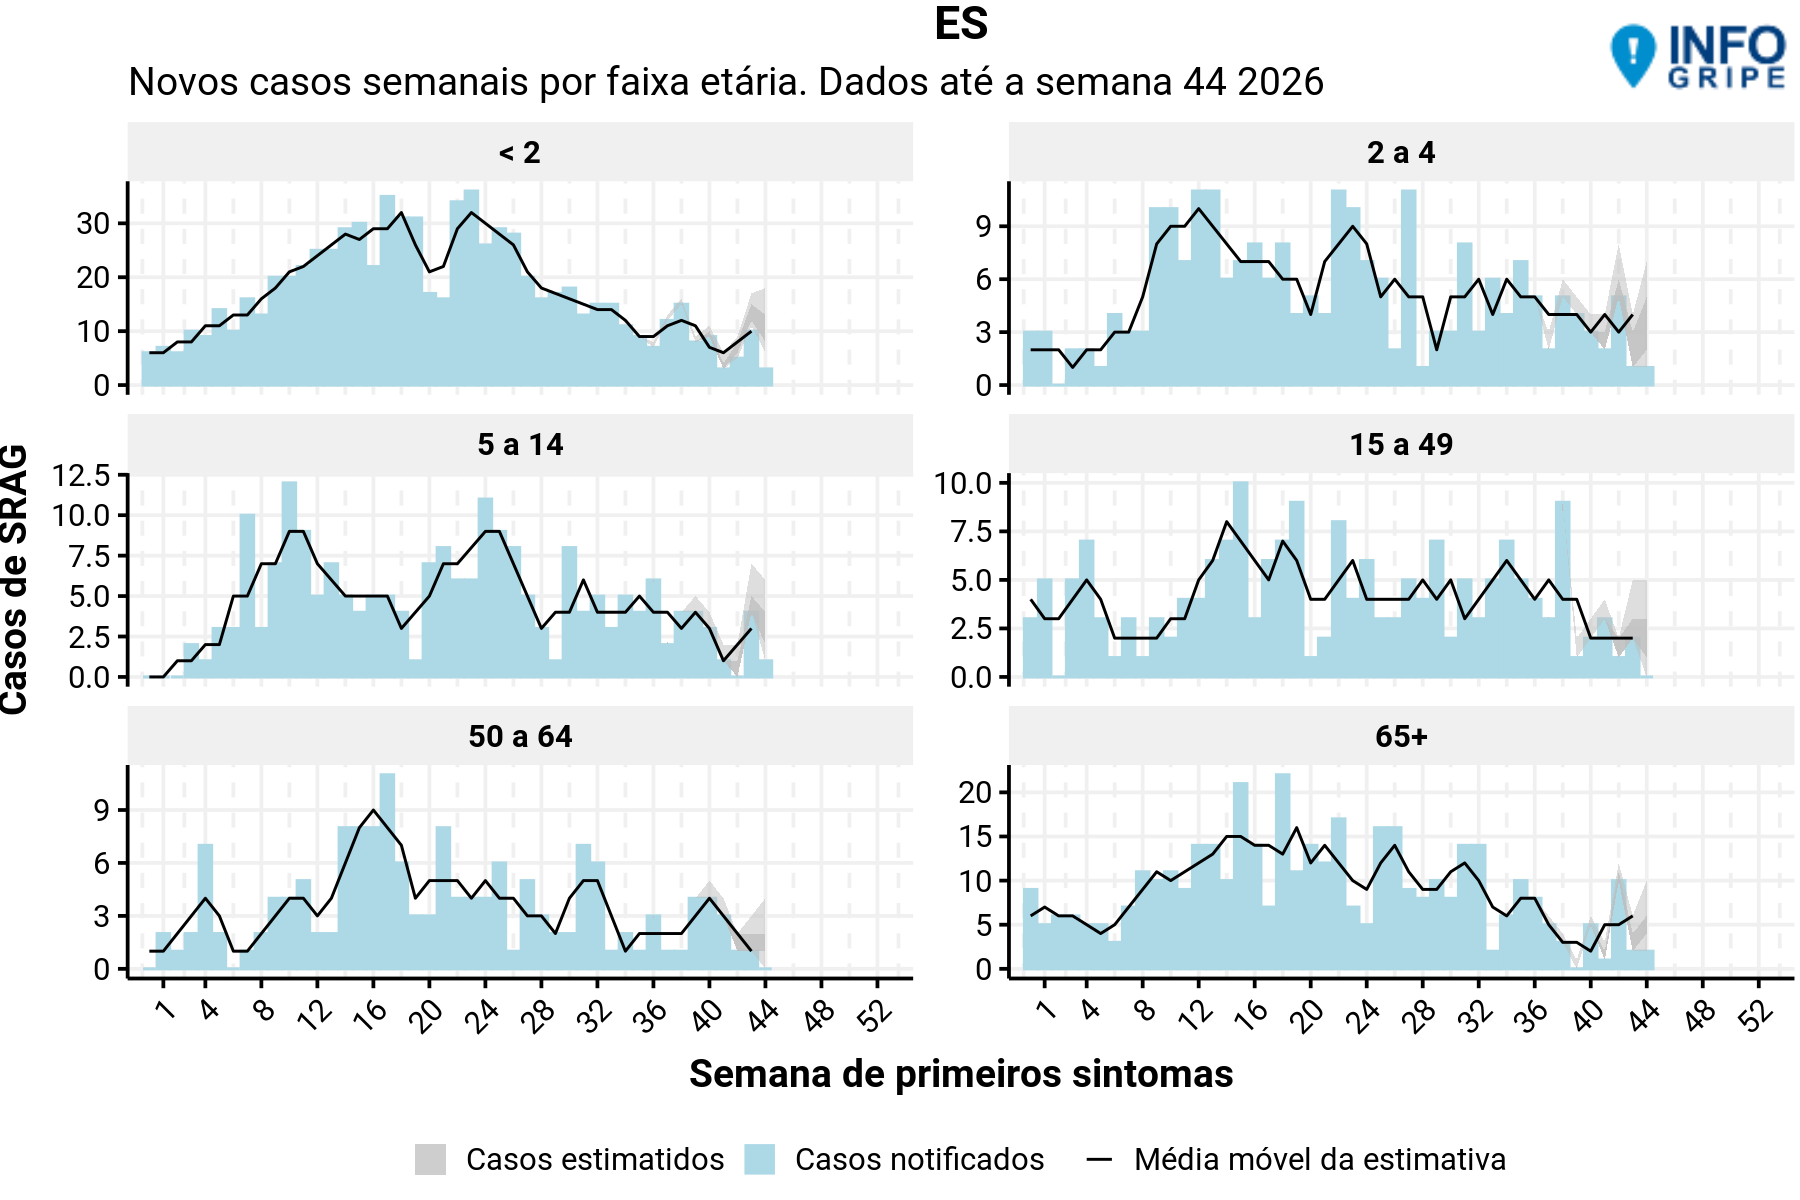 ES
INFO
GRIPE
Novos casos semanais por faixa etária. Dados até a semana 44 2026
Casos de SRAG
< 2
30
20
10
0
2 a 4
9
6
3
0
5 a 14
12.5
10.0
7.5
5.0
2.5
0.0
15 a 49
10.0
7.5
5.0
2.5
0.0
50 a 64
9
6
3
0
65+
20
15
10
5
0
1 4 8 12 16 20 24 28 32 36 40 44 48 52
1 4 8 12 16 20 24 28 32 36 40 44 48 52
Semana de primeiros sintomas
Casos estimatidos Casos notificados Média móvel da estimativa